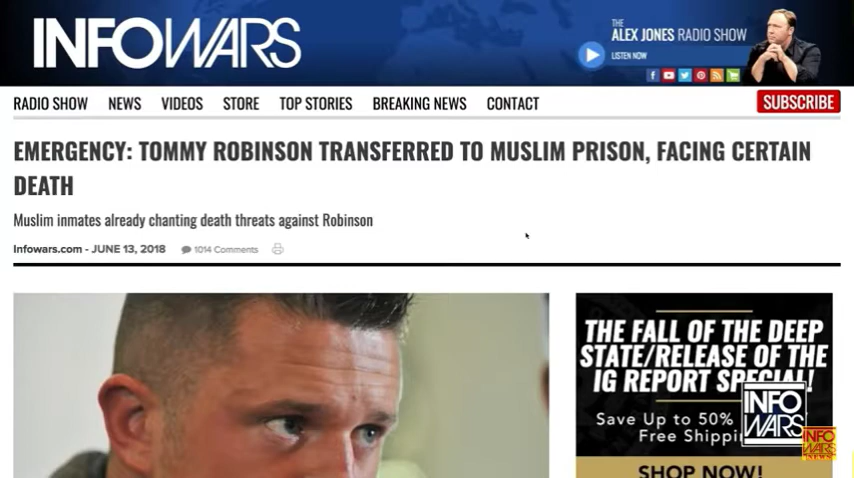 INFOWARS
THE
ALEX JONES RADIO SHOW
LISTEN NOW
RADIO SHOW NEWS VIDEOS STORE TOP STORIES BREAKING NEWS CONTACT
SUBSCRIBE
EMERGENCY: TOMMY ROBINSON TRANSFERRED TO MUSLIM PRISON, FACING CERTAIN
DEATH
Muslim inmates already chanting death threats against Robinson
Infowars.com - JUNE 13, 2018 1014 Comments
THE FALL OF THE DEEP
STATE/RELEASE OF THE
IG REPORT SPECIAL!
Save Up to 50%
Free
SHOP NOW!
INFO
WARS
INFO
WARS
NEWS